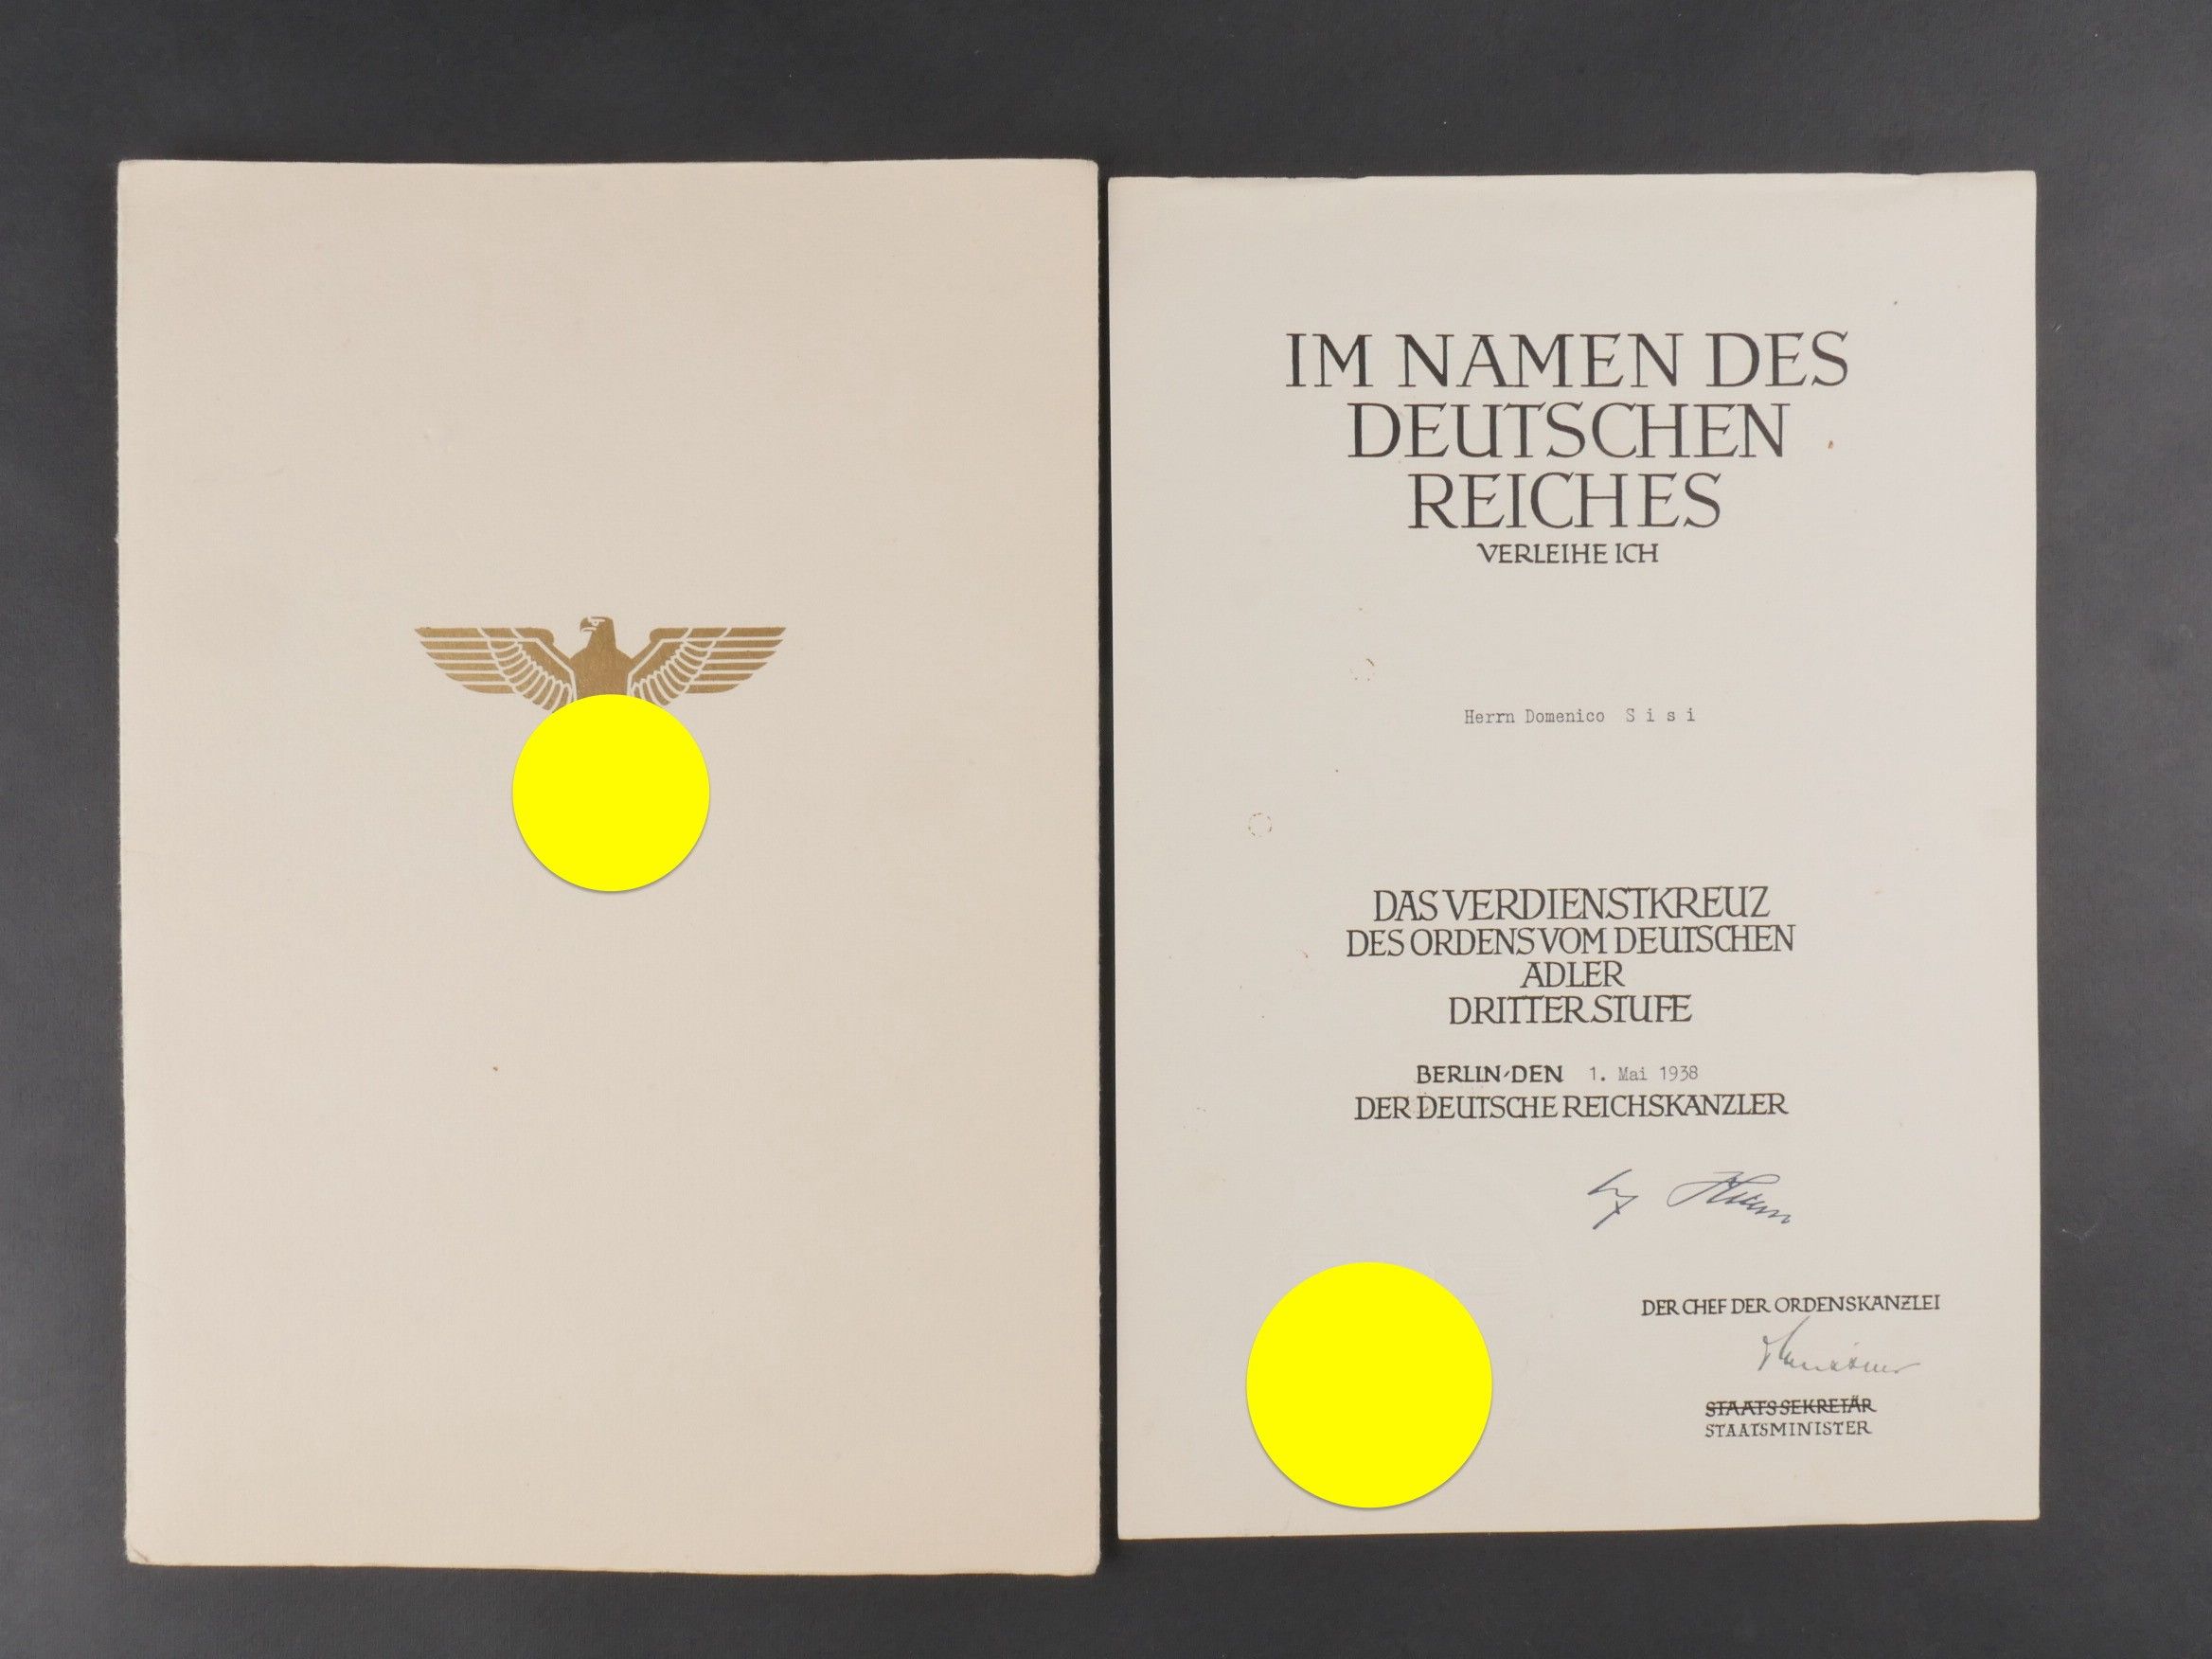 IM NAMEN DES
DEUTSCHEN
REICHES
VERLEIHE ICH
Herrn Domenico S i s i
DAS VERDIENSTKREUZ
DES ORDENS VOM DEUTSCHEN
ADLER
DRITTER STUFE
BERLIN, DEN 1. Mai 1938
DER DEUTSCHE REICHSKANZLER
DER CHEF DER ORDENSKANZLEI
STAATSSEKRETÄR
STAATSMINISTER